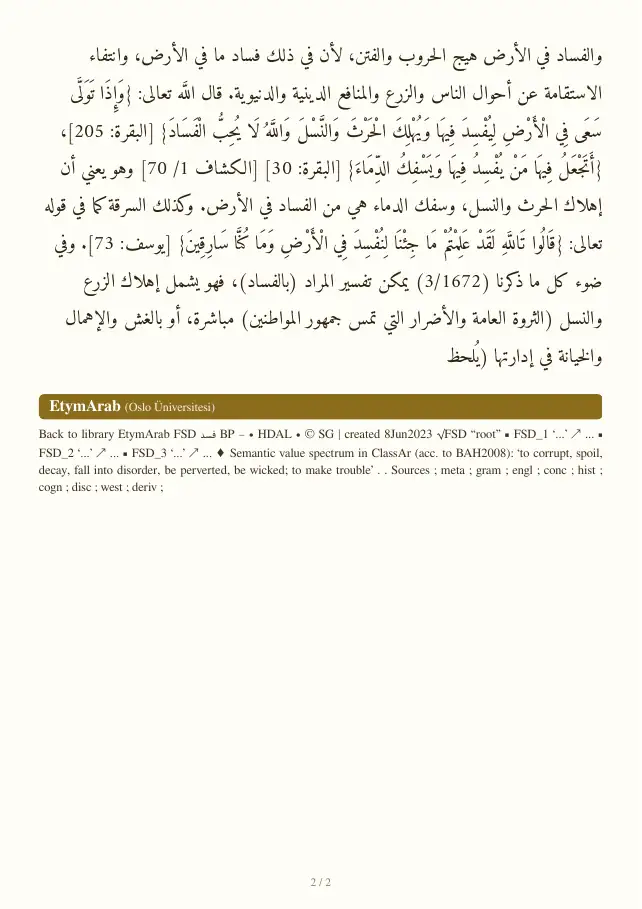 والفساد في الأرض هيج الحروب والفتن، لأن في ذلك فساد ما في الأرض، وانتفاء
الاستقامة عن أحوال الناس والزرع والمنافع الدينية والدنيوية. قال الله تعالى: {وَإِذَا تَوَلَّى
سَعَى فِي الْأَرْضِ لِيُفْسِدَ فِيهَا وَيُهْلِكَ الْحَرْثَ وَالنَّسْلَ وَاللَّهُ لَا يُحِبُّ الْفَسَادَ} [البقرة: 205]،
{أَتَجْعَلُ فِيهَا مَنْ يُفْسِدُ فِيهَا وَيَسْفِكُ الدِّمَاءَ} [البقرة: 30] [الكشاف 1/ 70] وهو يعني أن
إهلاك الحرث والنسل، وسفك الدماء هي من الفساد في الأرض. وكذلك السرقة كما في قوله
تعالى: {قَالُوا تَاللَّهِ لَقَدْ عَلِمْتُمْ مَا جِئْنَا لِنُفْسِدَ فِي الْأَرْضِ وَمَا كُنَّا سَارِقِينَ} [يوسف: 73]. وفي
ضوء كل ما ذكرنا (3/1672) يمكن تفسير المراد (بالفساد)، فهو يشمل إهلاك الزرع
والنسل (الثروة العامة والأضرار التي تمس جمهور المواطنين) مباشرة، أو بالغش والإهمال
والخيانة في إدارتها (يُلحظ
EtymArab (Oslo Üniversitesi)
Back to library EtymArab FSD فسد BP – • HDAL • © SG | created 8Jun2023 √FSD “root” ▪ FSD_1 ‘...’ ↗ ... ▪
FSD_2 ‘...’ ↗ ... ▪ FSD_3 ‘...’ ↗ ... ♦ Semantic value spectrum in ClassAr (acc. to BAH2008): ‘to corrupt, spoil,
decay, fall into disorder, be perverted, be wicked; to make trouble’ . . Sources ; meta ; gram ; engl ; conc ; hist ;
cogn ; disc ; west ; deriv ;
2 / 2